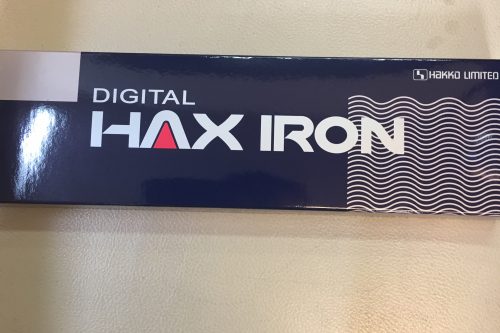 HAKKO LIMITED
DIGITAL
HAX IRON